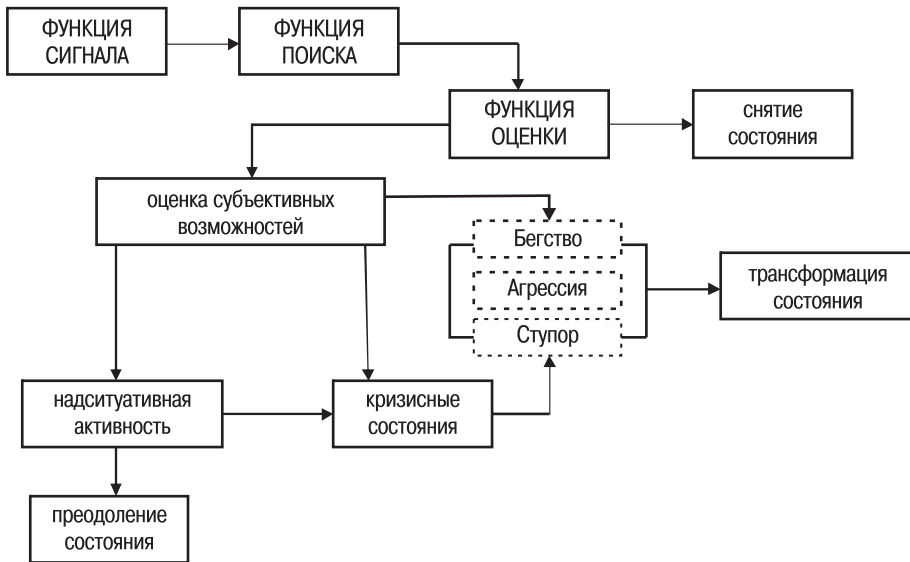 ФУНКЦИЯ
СИГНАЛА
ФУНКЦИЯ
ПОИСКА
ФУНКЦИЯ
ОЦЕНКИ
снятие
состояния
оценка субъективных
возможностей
Бегство
Агрессия
Ступор
трансформация
состояния
надситуативная
активность
кризисные
состояния
преодоление
состояния